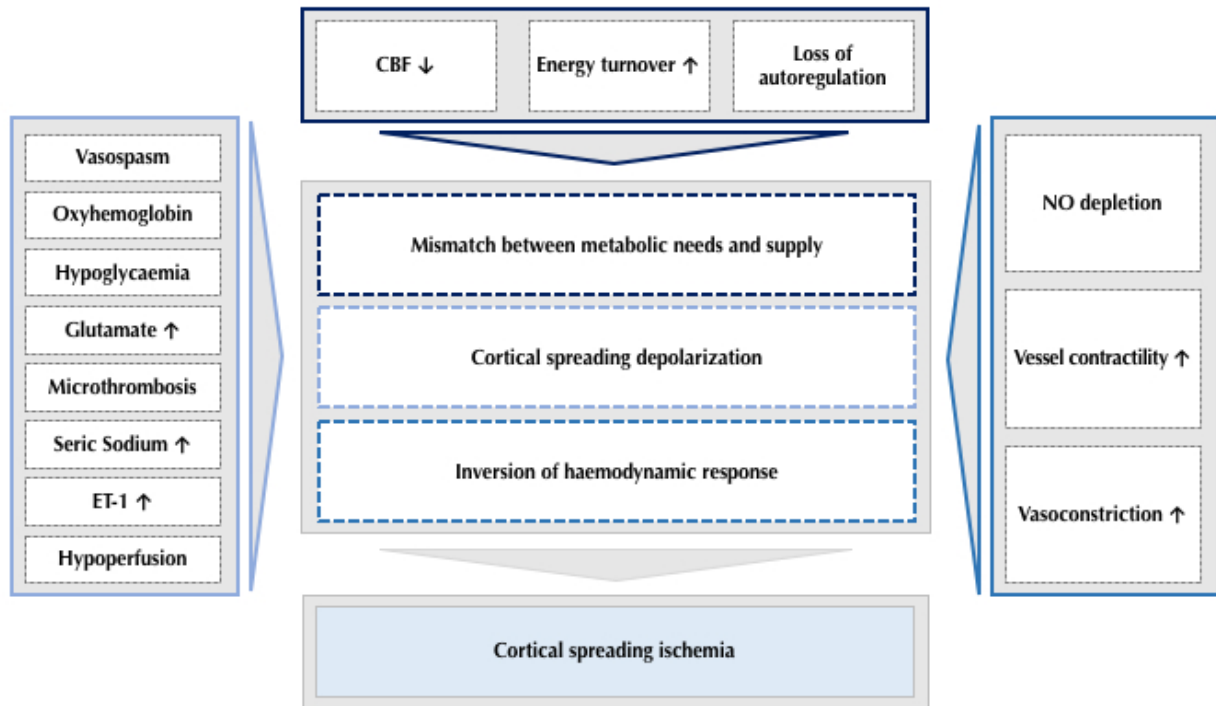 CBF ↓
Energy turnover ↑
Loss of
autoregulation
Vasospasm
Oxyhemoglobin
Hypoglycaemia
Glutamate ↑
Microthrombosis
Seric Sodium ↑
ET-1 ↑
Hypoperfusion
Mismatch between metabolic needs and supply
Cortical spreading depolarization
Inversion of haemodynamic response
NO depletion
Vessel contractility ↑
Vasoconstriction ↑
Cortical spreading ischemia